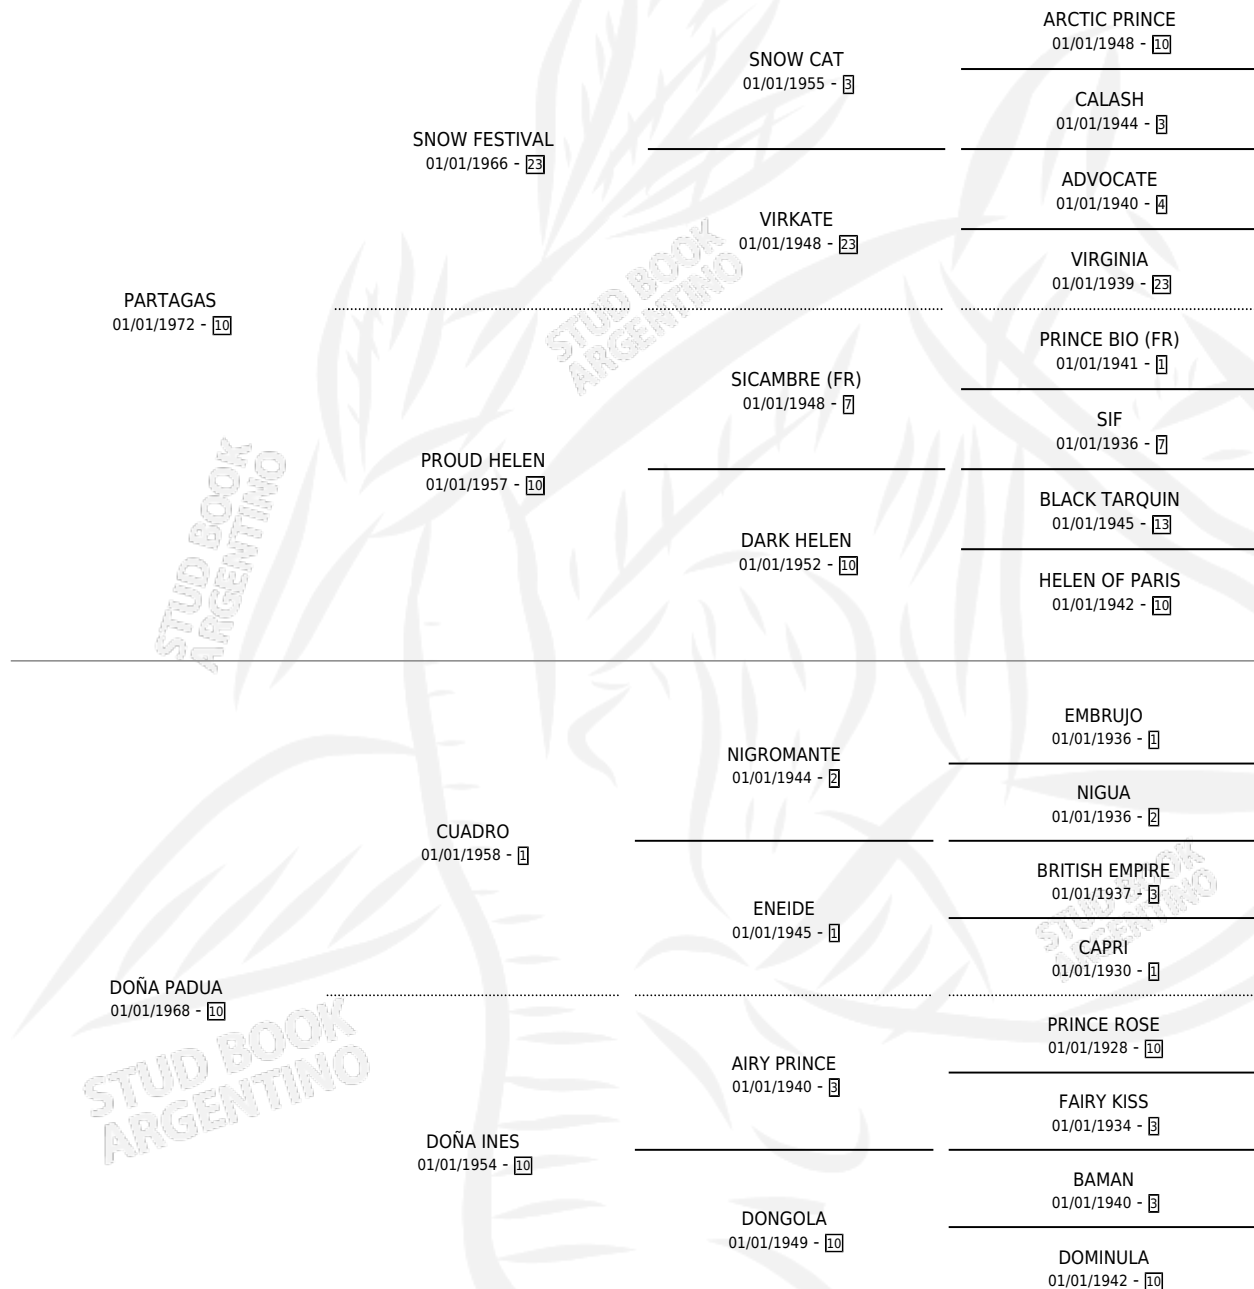 ARCTIC PRINCE
01/01/1948 - 10
SNOW CAT
01/01/1955 - 3
CALASH
01/01/1944 - 3
SNOW FESTIVAL
01/01/1966 - 23
ADVOCATE
01/01/1940 - 4
VIRKATE
01/01/1948 - 23
VIRGINIA
01/01/1939 - 23
PARTAGAS
01/01/1972 - 10
PRINCE BIO (FR)
01/01/1941 - 1
SICAMBRE (FR)
01/01/1948 - 7
SIF
01/01/1936 - 7
PROUD HELEN
01/01/1957 - 10
BLACK TARQUIN
01/01/1945 - 13
DARK HELEN
01/01/1952 - 10
HELEN OF PARIS
01/01/1942 - 10
EMBRUJO
01/01/1936 - 1
NIGROMANTE
01/01/1944 - 2
NIGUA
01/01/1936 - 2
CUADRO
01/01/1958 - 1
BRITISH EMPIRE
01/01/1937 - 3
ENEIDE
01/01/1945 - 1
CAPRI
01/01/1930 - 1
DOÑA PADUA
01/01/1968 - 10
PRINCE ROSE
01/01/1928 - 10
AIRY PRINCE
01/01/1940 - 3
FAIRY KISS
01/01/1934 - 3
DOÑA INES
01/01/1954 - 10
BAMAN
01/01/1940 - 3
DONGOLA
01/01/1949 - 10
DOMINULA
01/01/1942 - 10
STUD BOOK
ARGENTINO
STUD BOOK
ARGENTINO
STUD BOOK
ARGENTINO
STUD BOOK
ARGENTINO